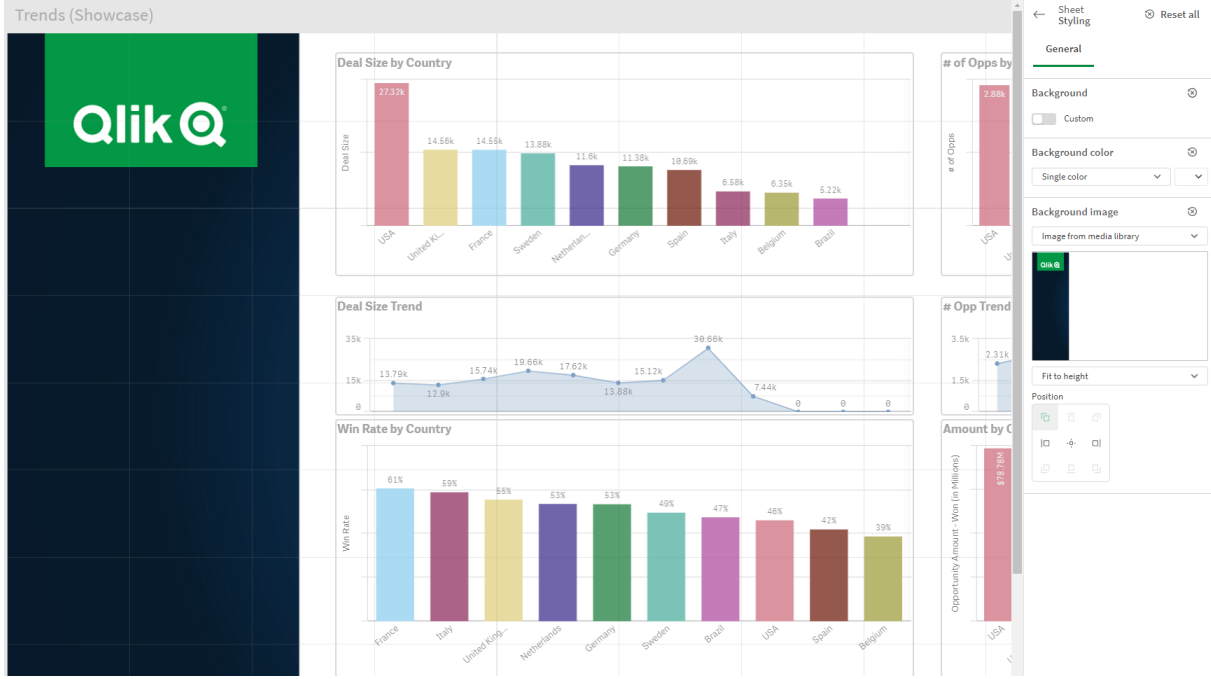 Trends (Showcase)
Qlik
Deal Size by Country
Deal Size
27.32k
14.56k
14.55k
13.88k
11.6k
11.38k
10.69k
6.58k
6.35k
5.22k
USA
United Ki...
France
Sweden
Netherlan...
Germany
Spain
Italy
Belgium
Brazil
# of Opps by
# of Opps
2.88k
USA
Deal Size Trend
35k
15k
0
13.79k
12.9k
15.74k
19.66k
17.62k
13.88k
15.12k
30.66k
7.44k
0
0
0
# Opp Trend
3.5k
1.5k
0
2.31k
Win Rate by Country
Win Rate
61%
59%
55%
53%
53%
49%
47%
46%
42%
39%
France
Italy
United King...
Netherlands
Germany
Sweden
Brazil
USA
Spain
Belgium
Amount by C
Opportunity Amount - Won (in Millions)
$78.78M
USA
Sheet
Styling
Reset all
General
Background
Custom
Background color
Single color
Background image
Image from media library
Qlik
Fit to height
Position